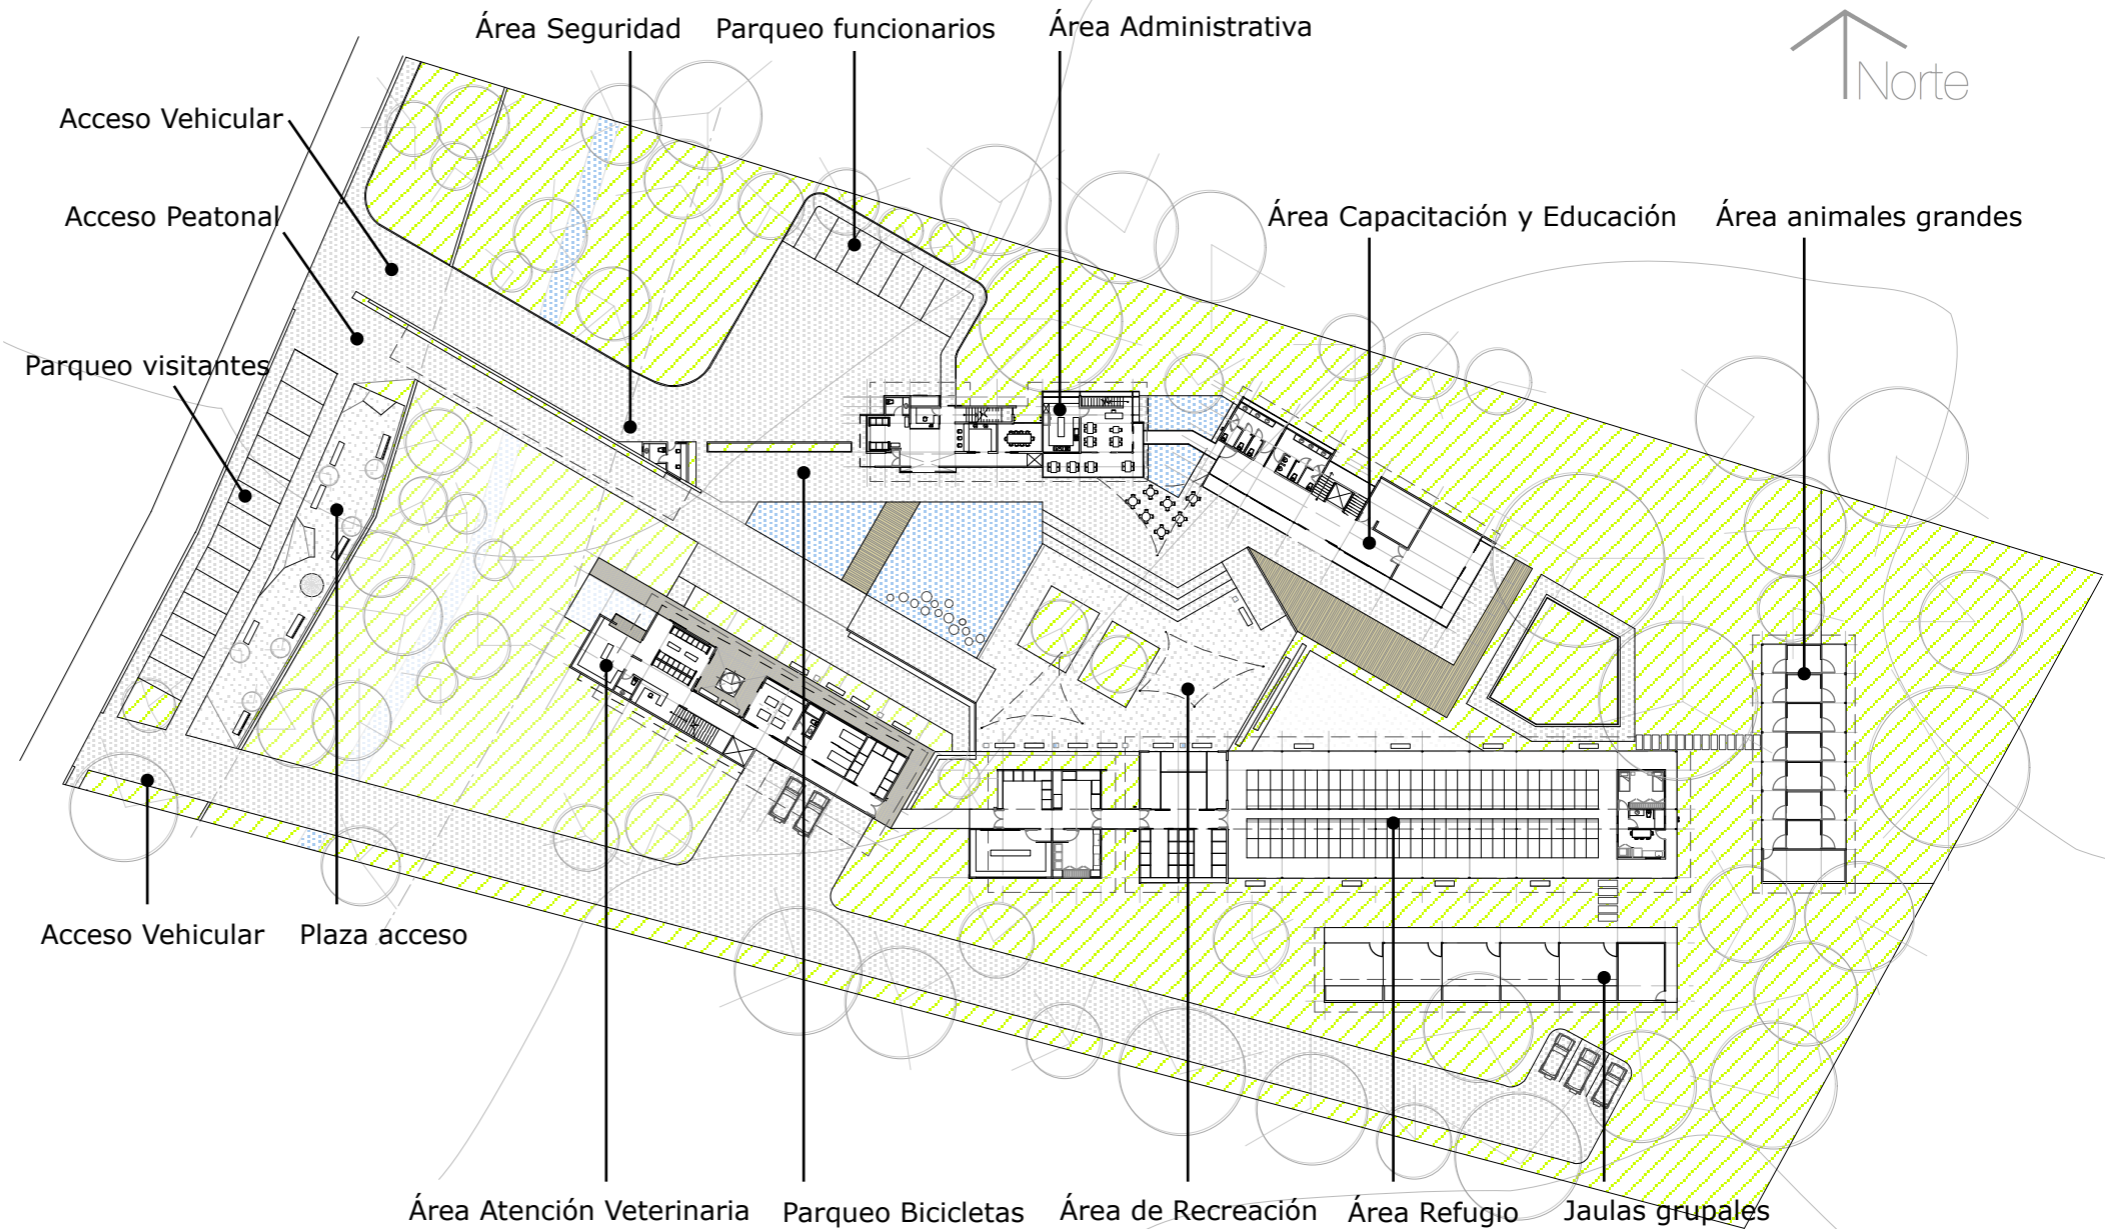 Área Seguridad
Parqueo funcionarios
Área Administrativa
Norte
Acceso Vehicular
Acceso Peatonal
Área Capacitación y Educación
Área animales grandes
Parqueo visitantes
Acceso Vehicular
Plaza acceso
Área Atención Veterinaria
Parqueo Bicicletas
Área de Recreación
Área Refugio
Jaulas grupales